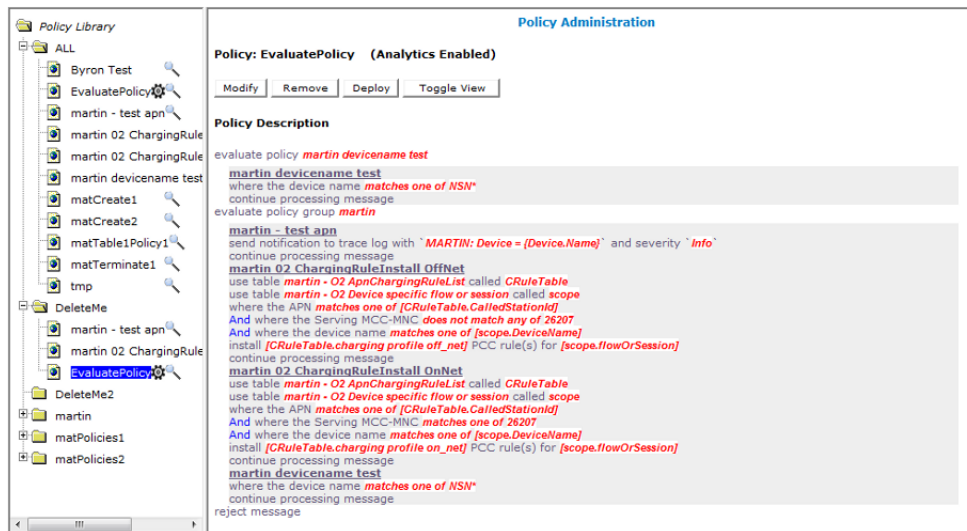 Policy Library
ALL
Byron Test
EvaluatePolicy
martin - test apn
martin 02 ChargingRule
martin 02 ChargingRule
martin devicename test
matCreate1
matCreate2
matTable1Policy1
matTerminate1
tmp
DeleteMe
martin - test apn
martin 02 ChargingRule
EvaluatePolicy
DeleteMe2
martin
matPolicies1
matPolicies2
Policy Administration
Policy: EvaluatePolicy (Analytics Enabled)
Modify Remove Deploy Toggle View
Policy Description
evaluate policy martin devicename test
martin devicename test
where the device name matches one of NSN*
continue processing message
evaluate policy group martin
martin - test apn
send notification to trace log with `MARTIN: Device = {Device.Name}` and severity `Info`
continue processing message
martin 02 ChargingRuleInstall OffNet
use table martin - O2 ApnChargingRuleList called CRuleTable
use table martin - O2 Device specific flow or session called scope
where the APN matches one of [CRuleTable.CalledStationId]
And where the Serving MCC-MNC does not match any of 26207
And where the device name matches one of [scope.DeviceName]
install [CRuleTable.charging profile off_net] PCC rule(s) for [scope.flowOrSession]
continue processing message
martin 02 ChargingRuleInstall OnNet
use table martin - O2 ApnChargingRuleList called CRuleTable
use table martin - O2 Device specific flow or session called scope
where the APN matches one of [CRuleTable.CalledStationId]
And where the Serving MCC-MNC matches one of 26207
And where the device name matches one of [scope.DeviceName]
install [CRuleTable.charging profile on_net] PCC rule(s) for [scope.flowOrSession]
continue processing message
martin devicename test
where the device name matches one of NSN*
continue processing message
reject message